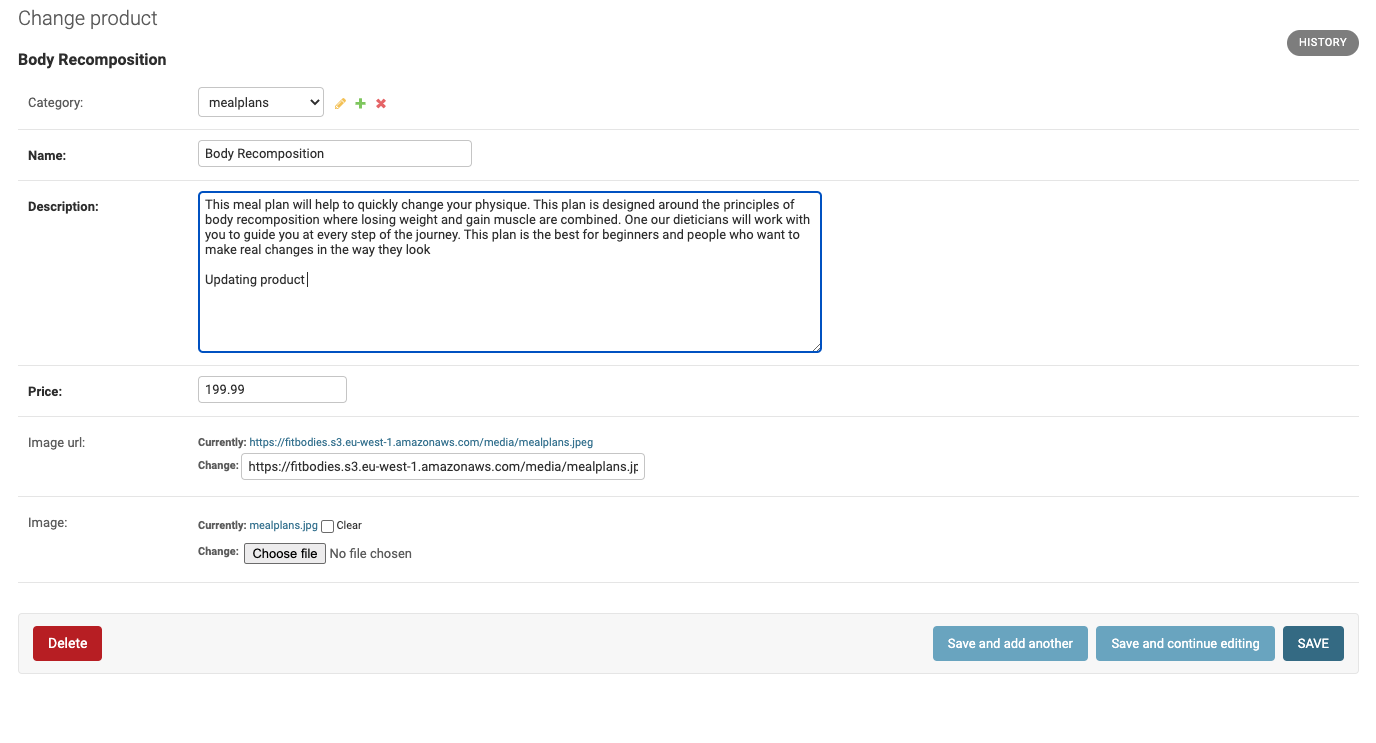 Change product
HISTORY
Body Recomposition
Category:
mealplans
Name:
Body Recomposition
Description:
This meal plan will help to quickly change your physique. This plan is designed around the principles of
body recomposition where losing weight and gain muscle are combined. One our dieticians will work with
you to guide you at every step of the journey. This plan is the best for beginners and people who want to
make real changes in the way they look
Updating product
Price:
199.99
Image url:
Currently: https://fitbodies.s3.eu-west-1.amazonaws.com/media/mealplans.jpeg
Change: https://fitbodies.s3.eu-west-1.amazonaws.com/media/mealplans.jp
Image:
Currently: mealplans.jpg Clear
Change: Choose file No file chosen
Delete
Save and add another
Save and continue editing
SAVE